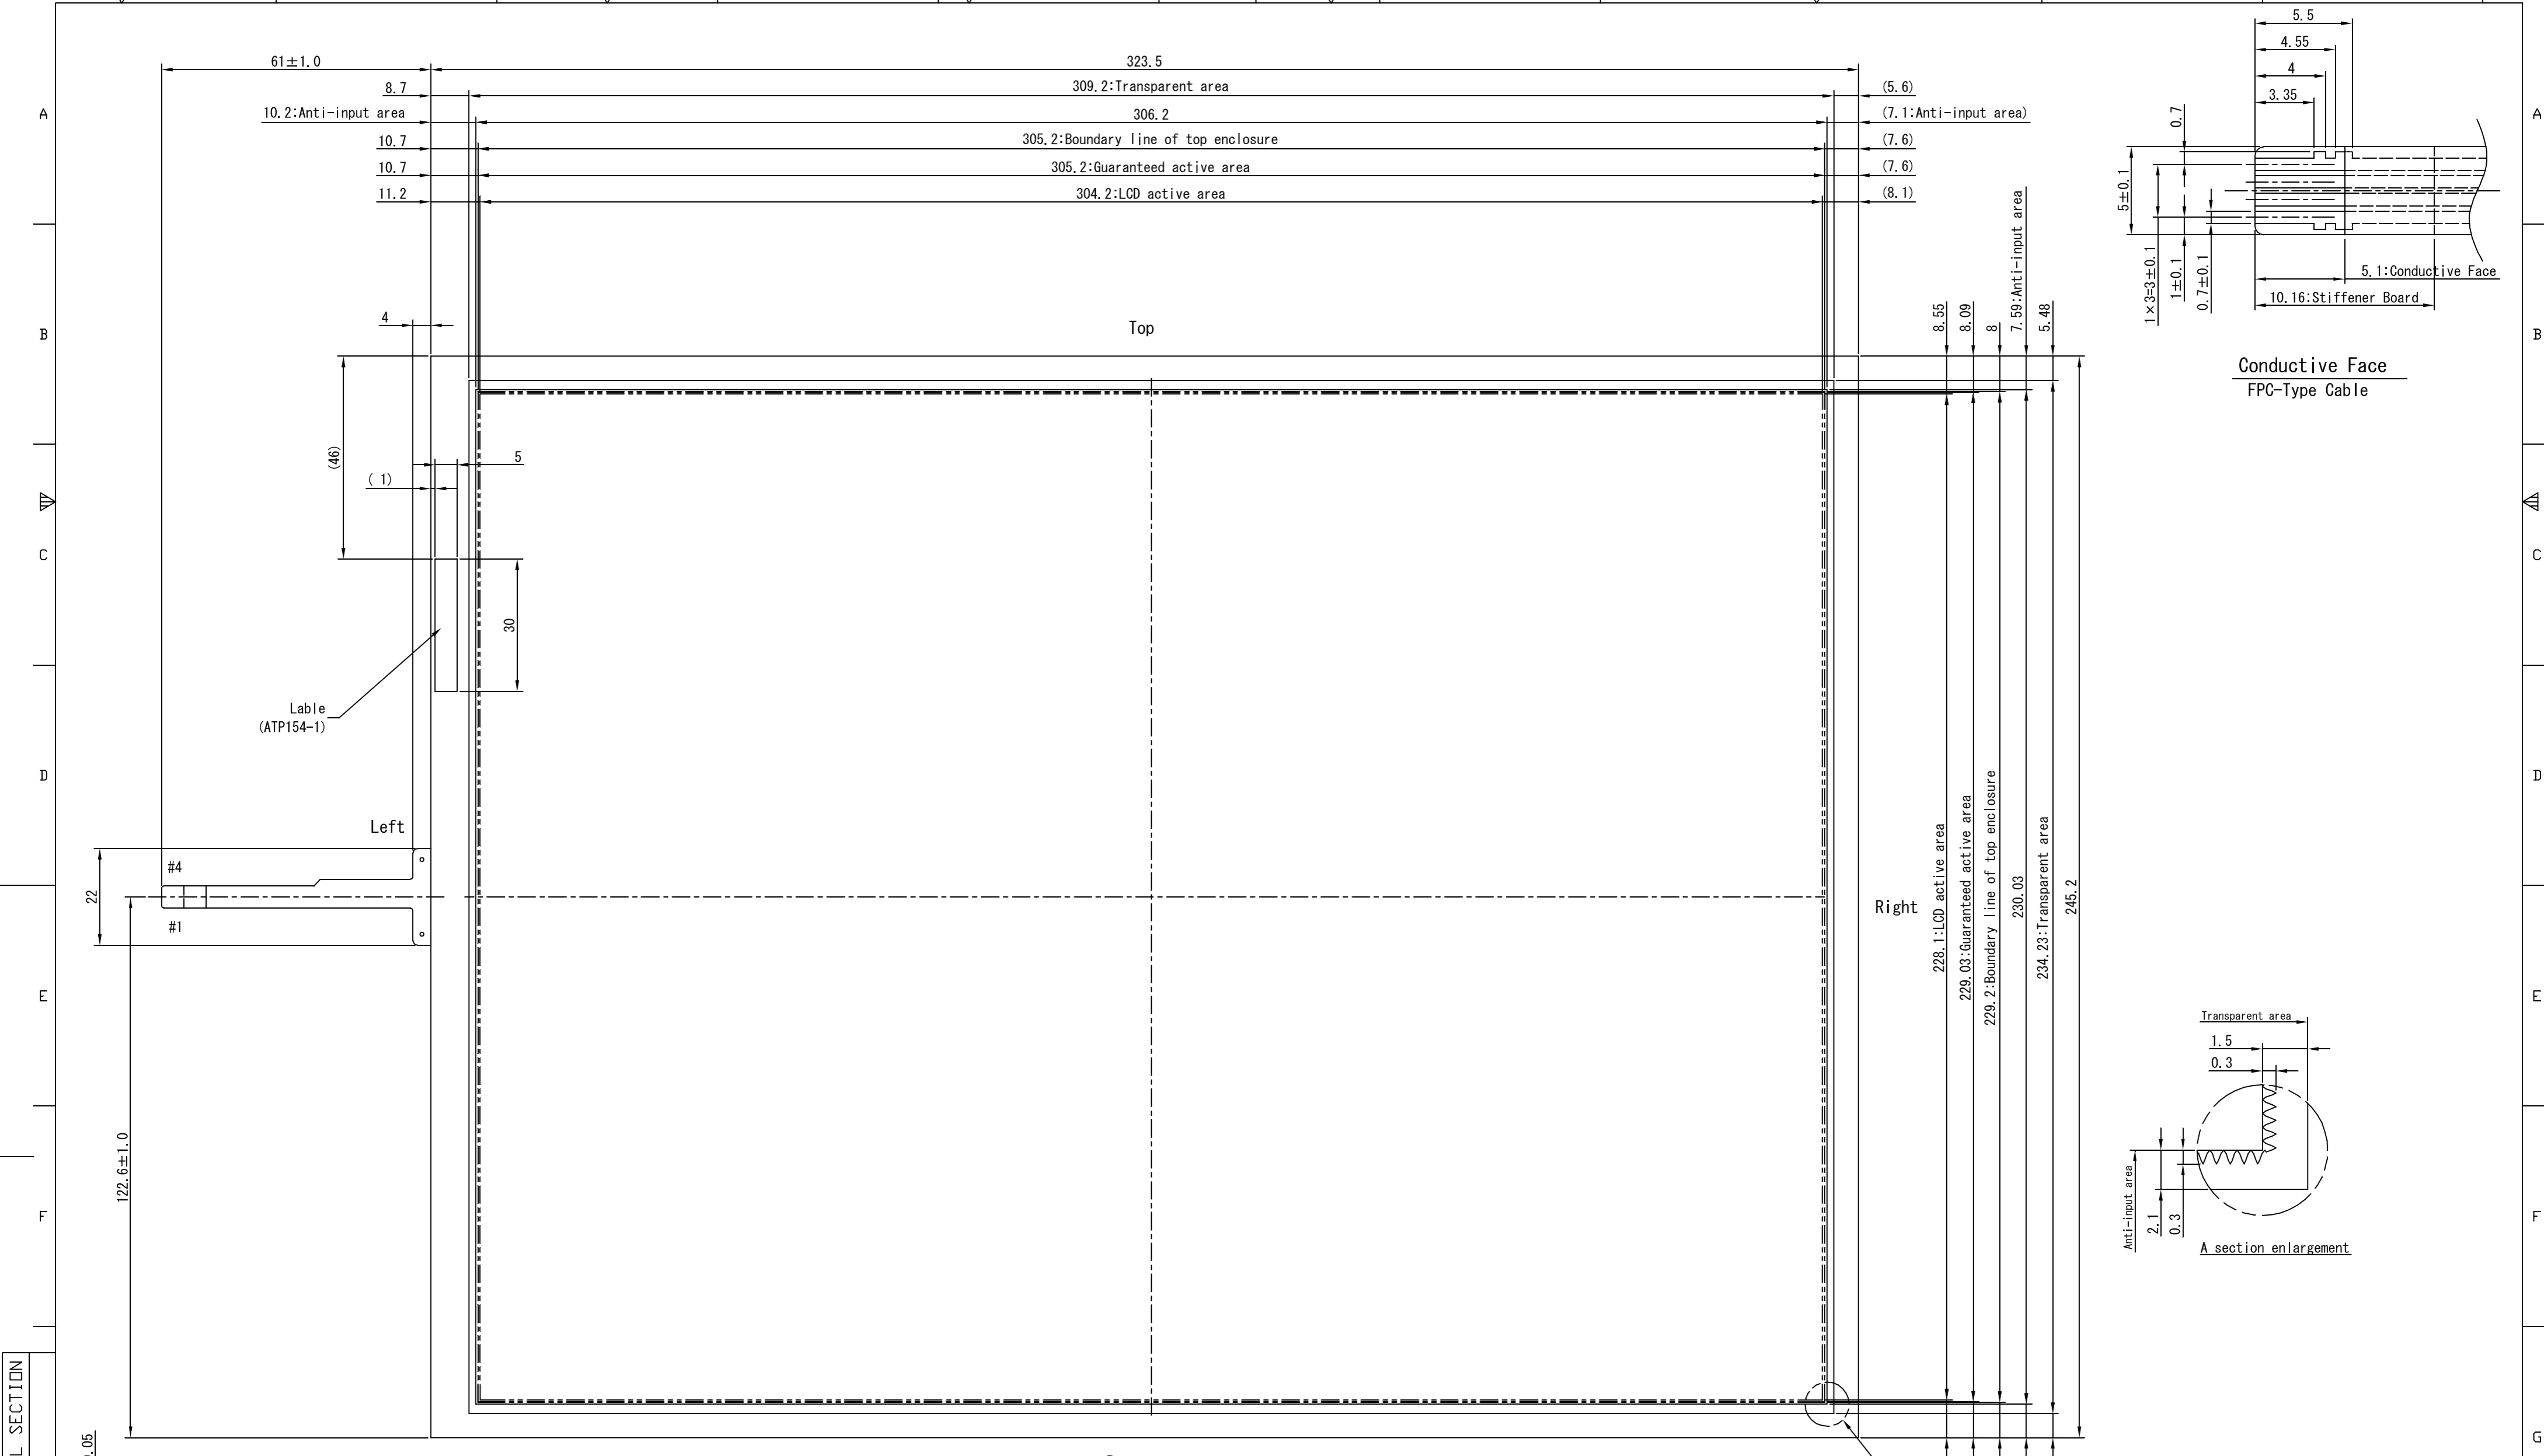 5.5
61±1.0
323.5
4.55
8.7
309.2:Transparent area
(5.6)
4
10.2:Anti-input area
306.2
(7.1:Anti-input area)
3.35
A
A
0.7
10.7
305.2:Boundary line of top enclosure
(7.6)
10.7
305.2:Guaranteed active area
(7.6)
11.2
304.2:LCD active area
(8.1)
5±0.1
1×3=3±0.1
1±0.1
0.7±0.1
5.1:Conductive Face
10.16:Stiffener Board
8.55
8.09
8
7.59:Anti-input area
5.48
4
Top
B
B
Conductive Face
FPC-Type Cable
(46)
5
( 1)
C
C
30
Lable
(ATP154-1)
D
D
Left
#4
22
#1
Right
228.1:LCD active area
229.03:Guaranteed active area
229.2:Boundary line of top enclosure
230.03
234.23:Transparent area
245.2
E
E
Transparent area
1.5
0.3
122.6±1.0
Anti-input area
2.1
0.3
F
F
A section enlargement
L SECTION
.05
G